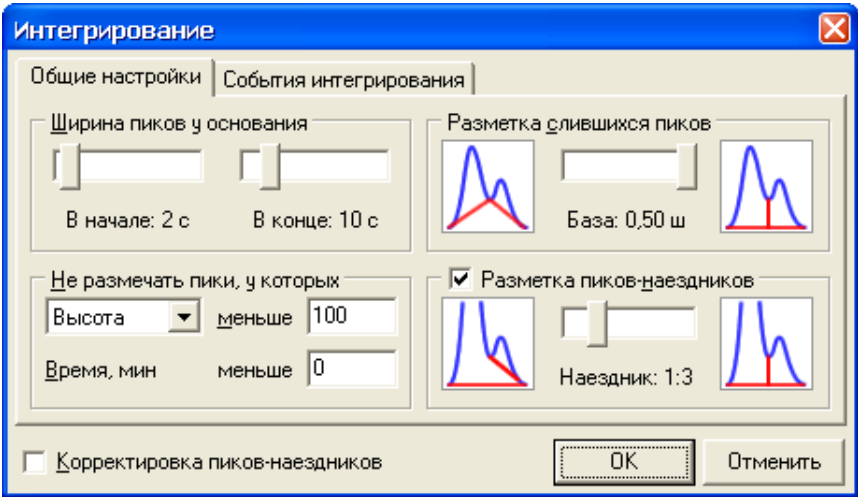 Интегрирование
Общие настройки
События интегрирования
Ширина пиков у основания
В начале: 2 с
В конце: 10 с
Разметка слившихся пиков
База: 0,50 ш
Не размечать пики, у которых
Высота меньше 100
Время, мин меньше 0
Разметка пиков-наездников
Наездник: 1:3
Корректировка пиков-наездников
OK
Отменить